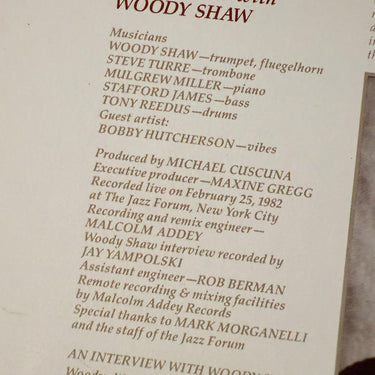 with
WOODY SHAW
Musicians
WOODY SHAW—trumpet, fluegelhorn
STEVE TURRE—trombone
MULGREW MILLER—piano
STAFFORD JAMES—bass
TONY REEDUS—drums
Guest artist:
BOBBY HUTCHERSON—vibes
Produced by MICHAEL CUSCUNA
Executive producer—MAXINE GREGG
Recorded live on February 25, 1982
at The Jazz Forum, New York City
Recording and remix engineer—
MALCOLM ADDEY
Woody Shaw interview recorded by
JAY YAMPOLSKI
Assistant engineer—ROB BERMAN
Remote recording & mixing facilities
by Malcolm Addey Records
Special thanks to MARK MORGANELLI
and the staff of the Jazz Forum
AN INTERVIEW WITH